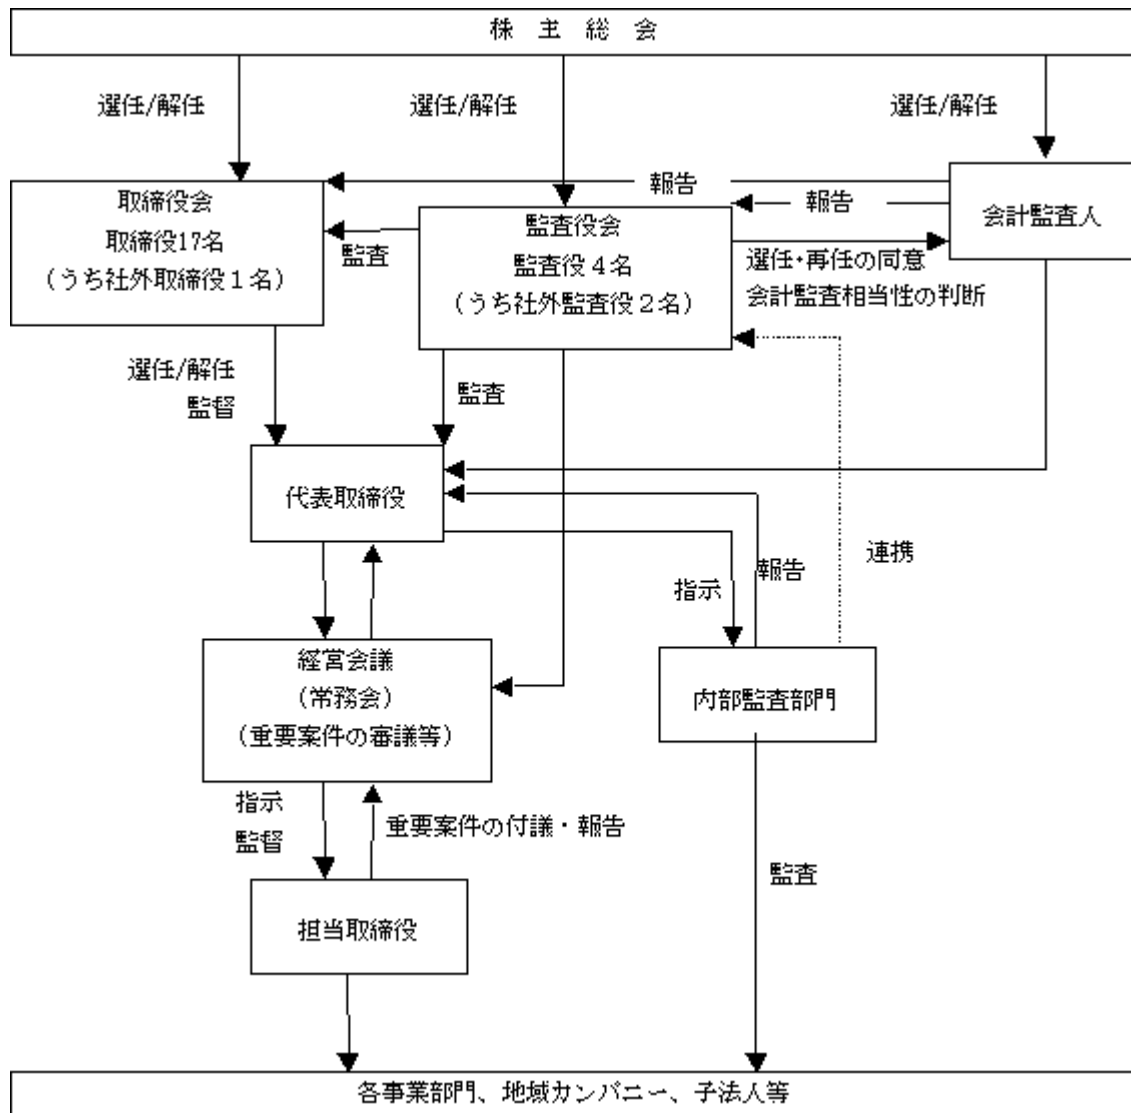 株 主 総 会
選任/解任
選任/解任
選任/解任
取締役会
取締役17名
(うち社外取締役1名)
監査
監査役会
監査役4名
(うち社外監査役2名)
報告
報告
会計監査人
選任・再任の同意
会計監査相当性の判断
選任/解任
監督
監査
代表取締役
指示
報告
連携
経営会議
(常務会)
(重要案件の審議等)
内部監査部門
指示
監督
重要案件の付議・報告
監査
担当取締役
各事業部門、地域カンパニー、子法人等